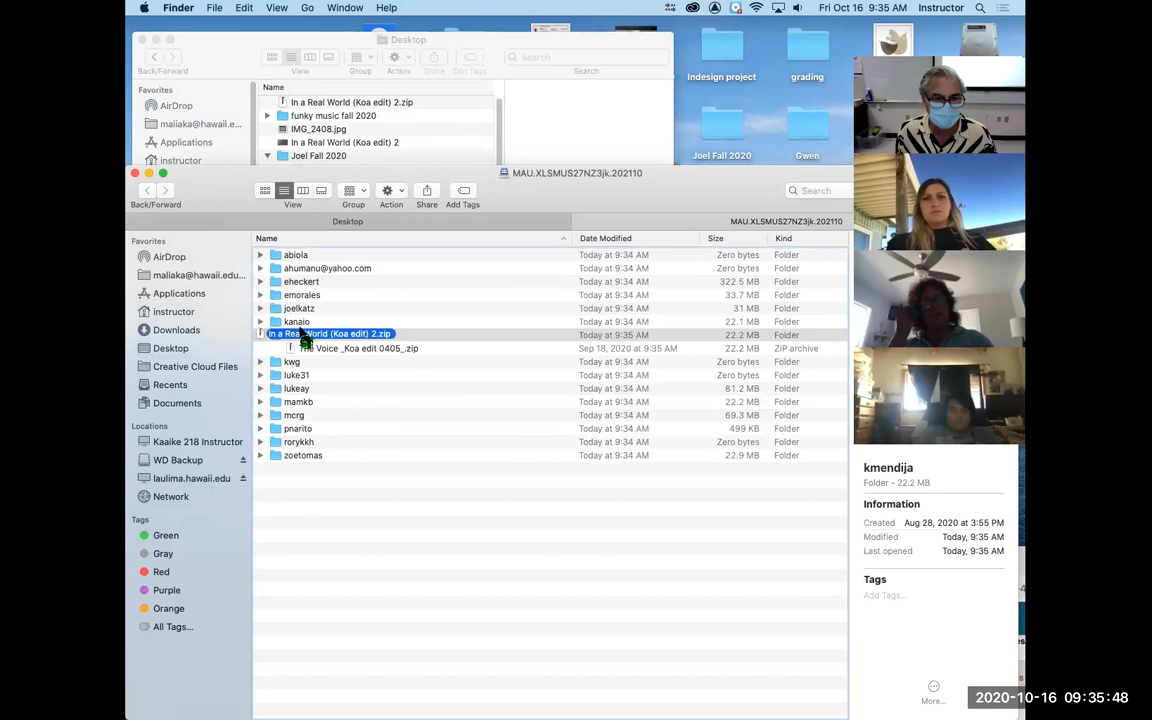 Finder File Edit View Go Window Help Fri Oct 16 9:35 AM Instructor
Desktop
Back/Forward View Group Action Share Edit Tags Search
Search
Favorites
AirDrop
maliaka@hawaii.e...
Applications
instructor
Name
In a Real World (Koa edit) 2.zip
funky music fall 2020
IMG_2408.jpg
In a Real World (Koa edit) 2
Joel Fall 2020
Indesign project
grading
Joel Fall 2020
Gwen
MAU.XLSMUS27NZ3jk.202110
Back/Forward View Group Action Share Add Tags
Search
Desktop MAU.XLSMUS27NZ3jk.202110
Favorites
AirDrop
maliaka@hawaii.edu...
Applications
instructor
Downloads
Desktop
Creative Cloud Files
Recents
Documents
Locations
Kaaike 218 Instructor
WD Backup
laulima.hawaii.edu
Network
Tags
Green
Gray
Red
Purple
Orange
All Tags...
Name Date Modified Size Kind
abiola Today at 9:34 AM Zero bytes Folder
ahumanu@yahoo.com Today at 9:34 AM Zero bytes Folder
eheckert Today at 9:34 AM 322.5 MB Folder
emorales Today at 9:34 AM 33.7 MB Folder
joelkatz Today at 9:34 AM 31 MB Folder
kanaio Today at 9:34 AM 22.1 MB Folder
In a Real World (Koa edit) 2.zip Today at 9:35 AM 22.2 MB Folder
Voice _Koa edit 0405_.zip Sep 18, 2020 at 9:35 AM 22.2 MB ZIP archive
kwg Today at 9:34 AM Zero bytes Folder
luke31 Today at 9:34 AM Zero bytes Folder
lukeay Today at 9:34 AM 81.2 MB Folder
mamkb Today at 9:34 AM 22.2 MB Folder
mcrg Today at 9:34 AM 69.3 MB Folder
pnarito Today at 9:34 AM 499 KB Folder
rorykkh Today at 9:34 AM Zero bytes Folder
zoetomas Today at 9:34 AM 22.9 MB Folder
kmendija
Folder - 22.2 MB
Information
Created Aug 28, 2020 at 3:55 PM
Modified Today, 9:35 AM
Last opened Today, 9:35 AM
Tags
Add Tags...
More...
2020-10-16 09:35:48